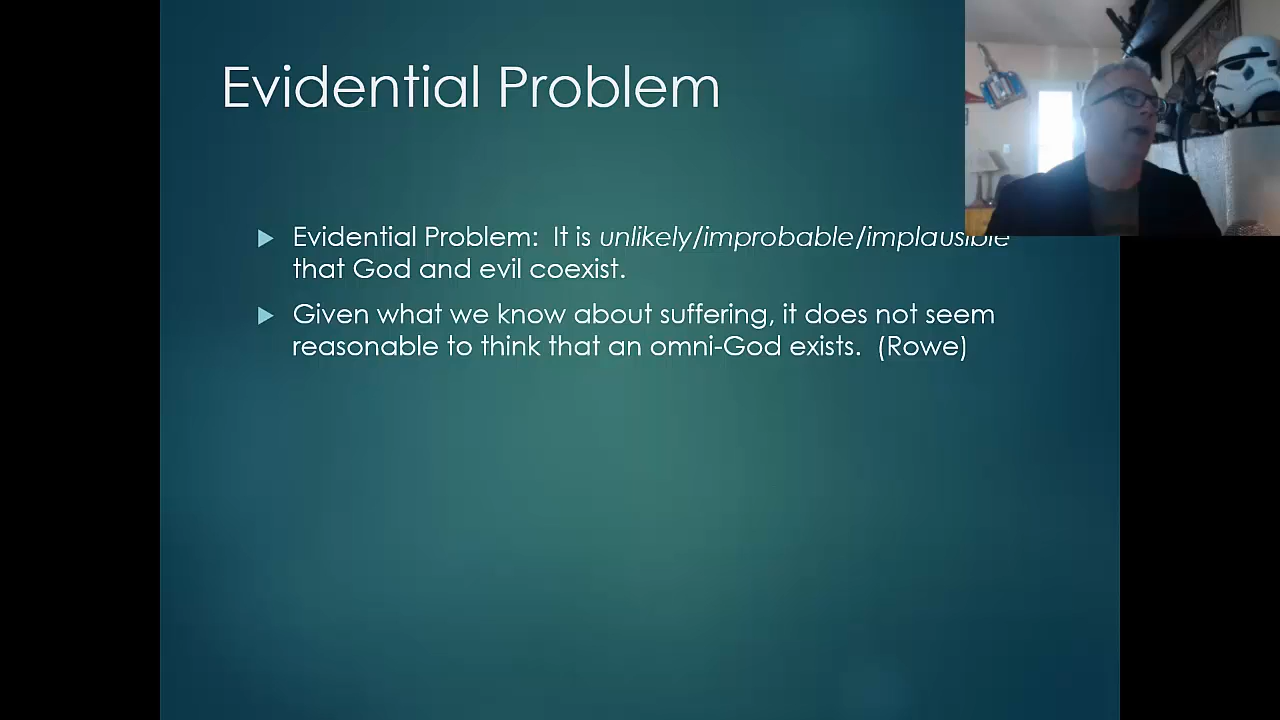 Evidential Problem
Evidential Problem: It is unlikely/improbable/implausible
that God and evil coexist.
Given what we know about suffering, it does not seem
reasonable to think that an omni-God exists. (Rowe)